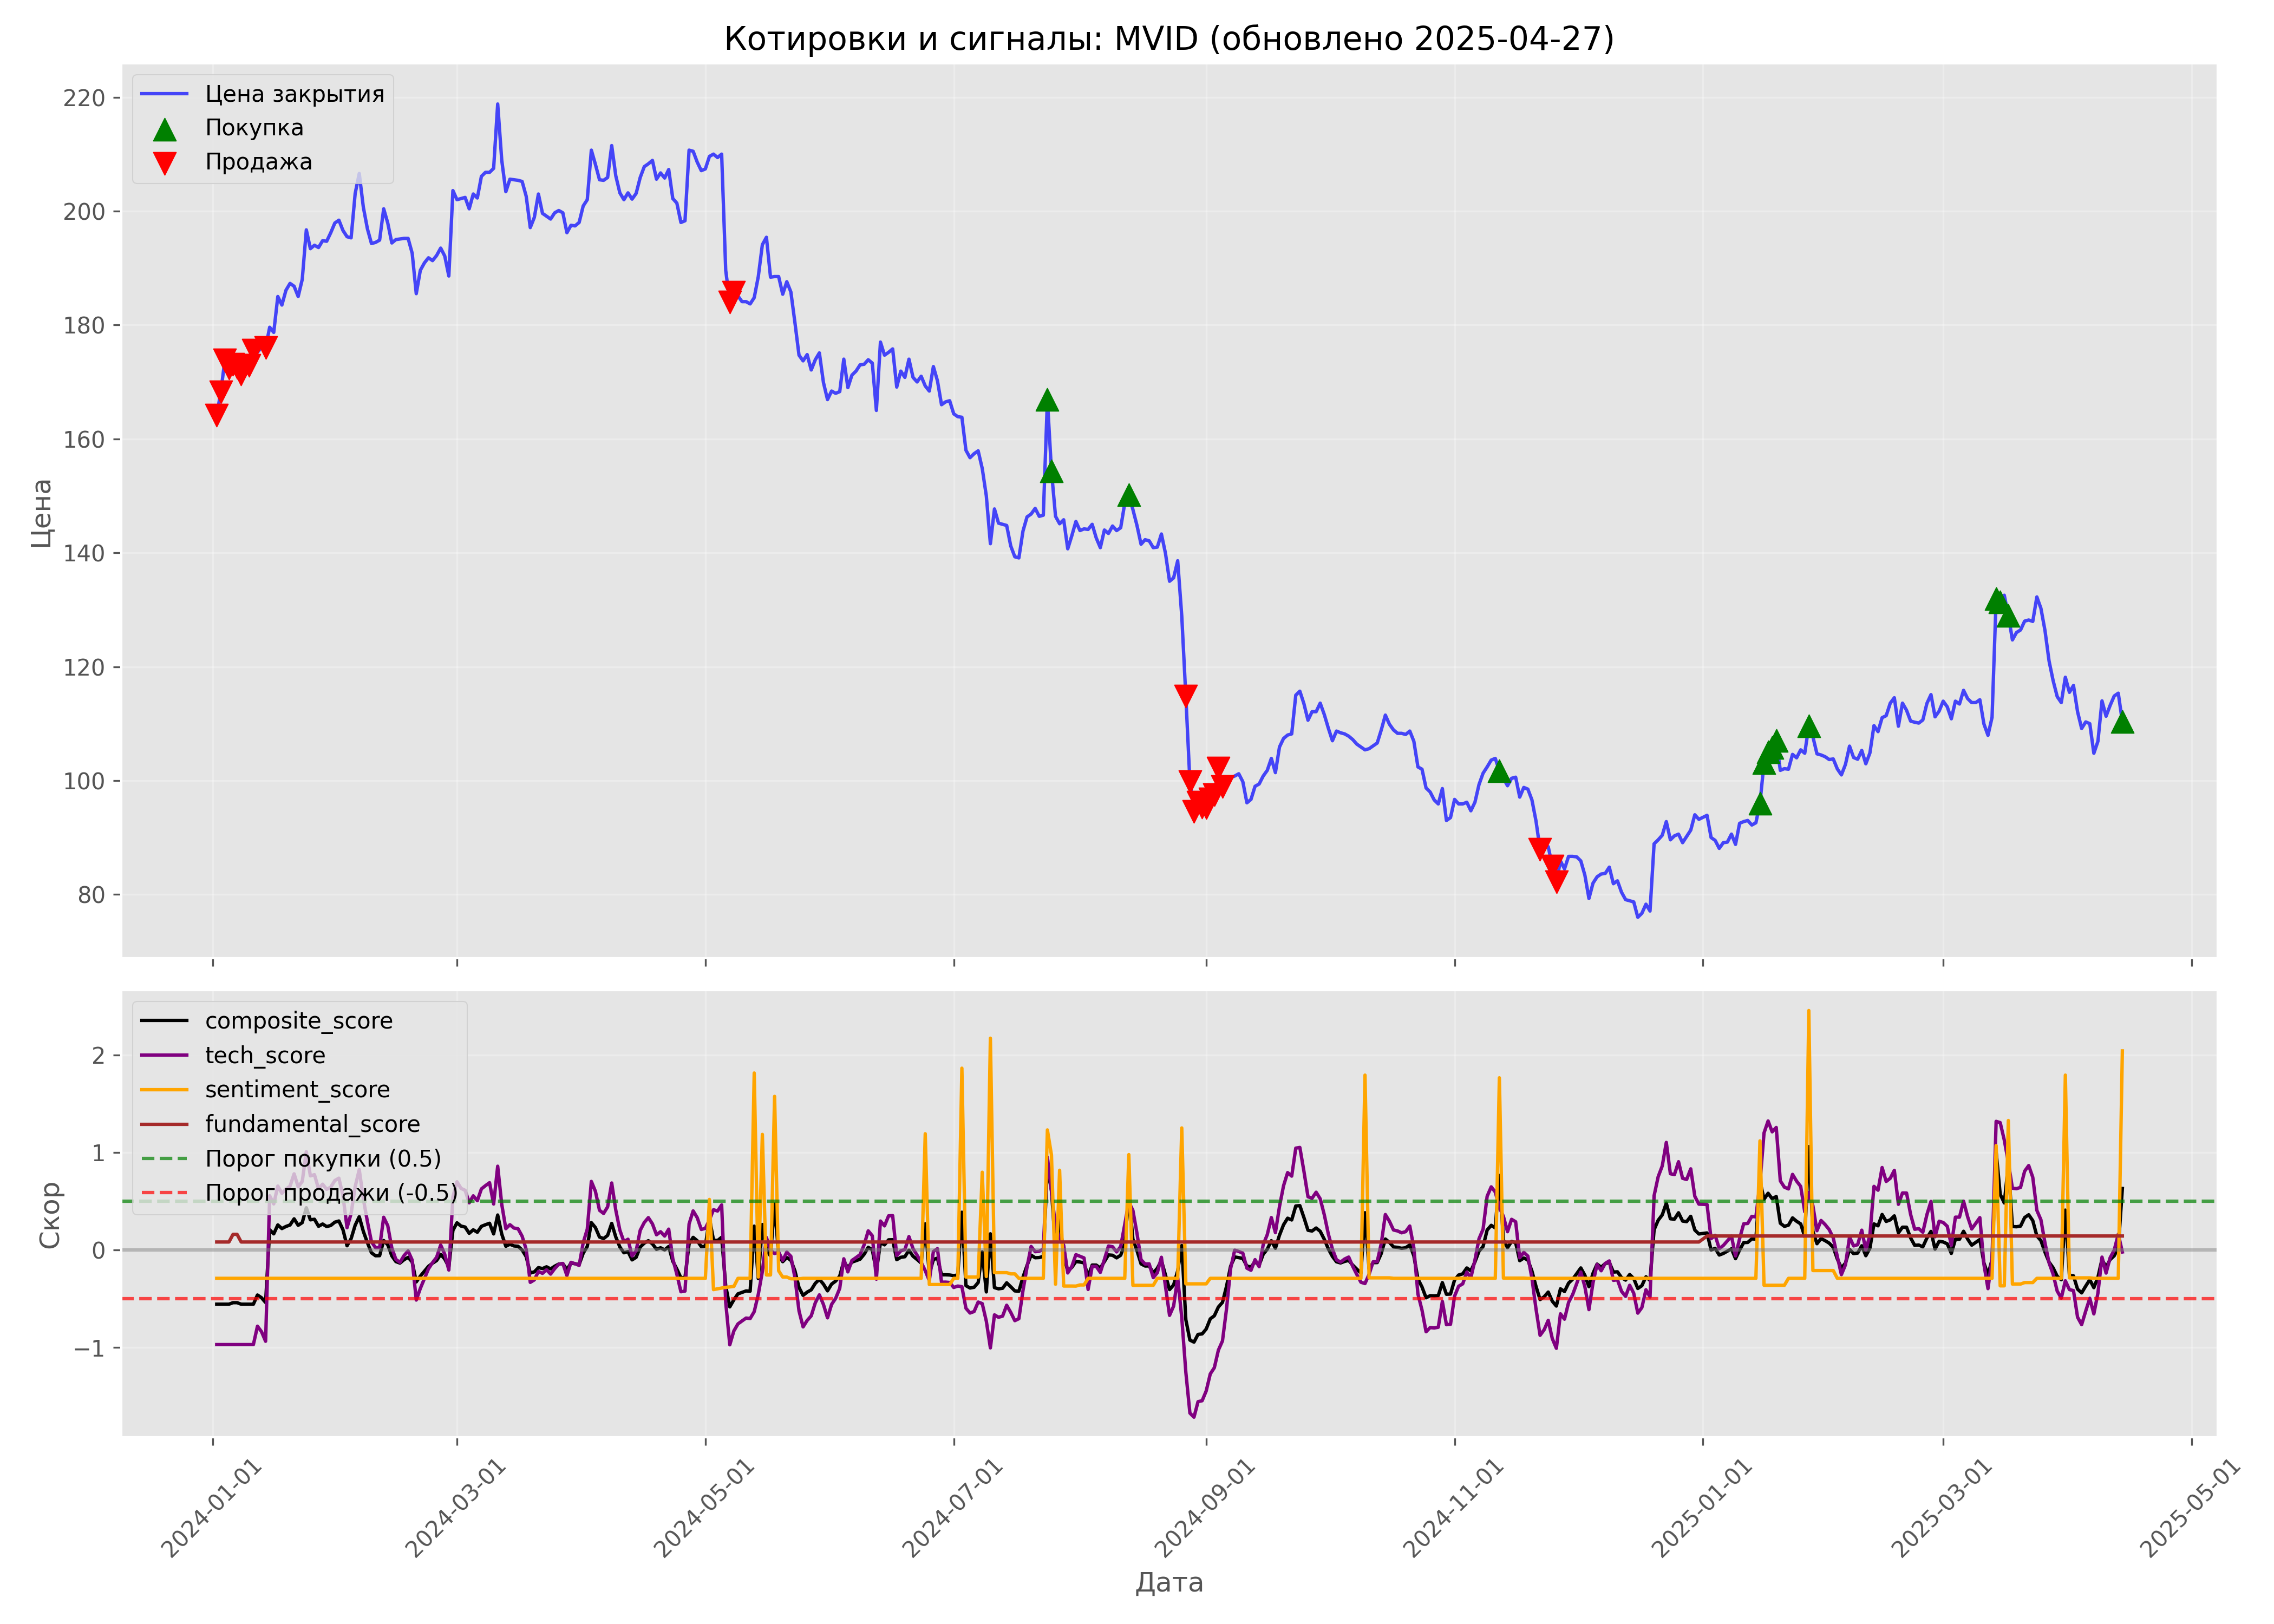 Котировки и сигналы: MVID (обновлено 2025-04-27)
Цена закрытия
Покупка
Продажа
220
200
180
160
140
120
100
80
Цена
composite_score
tech_score
sentiment_score
fundamental_score
Порог покупки (0.5)
Порог продажи (-0.5)
2
1
0
−1
Скор
2024-01-01
2024-03-01
2024-05-01
2024-07-01
2024-09-01
2024-11-01
2025-01-01
2025-03-01
2025-05-01
Дата